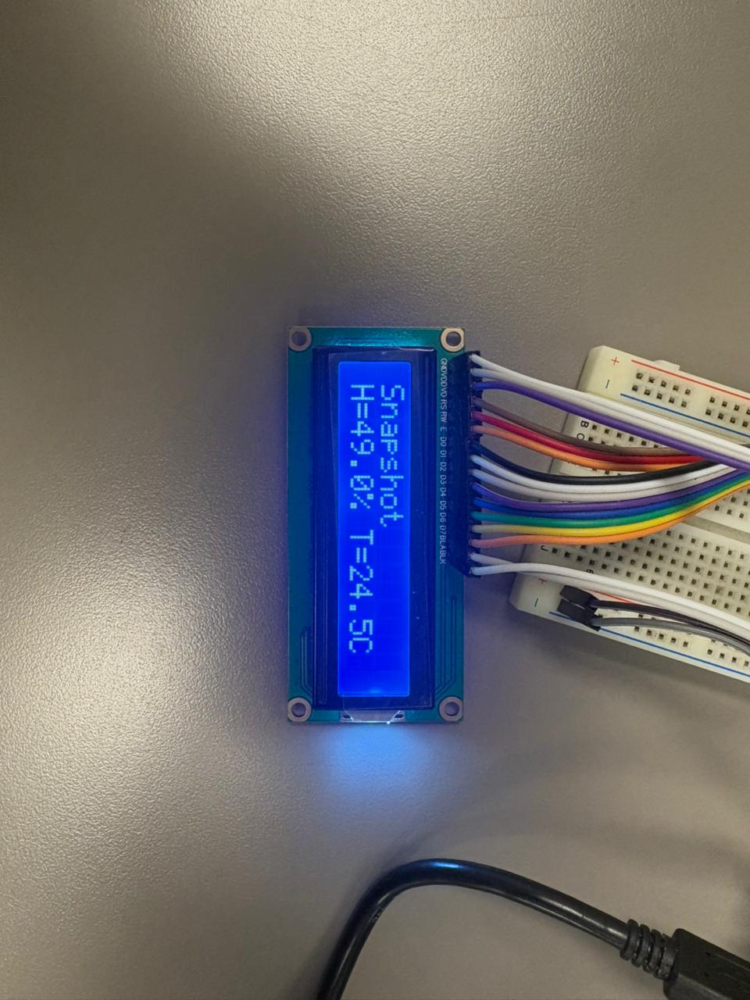 Snapshot
H=49.0% T=24.5C
GND VDD V0 RS RW E D0 D1 D2 D3 D4 D5 D6 D7 BLA BLK
+
-
B
C
J
+
-